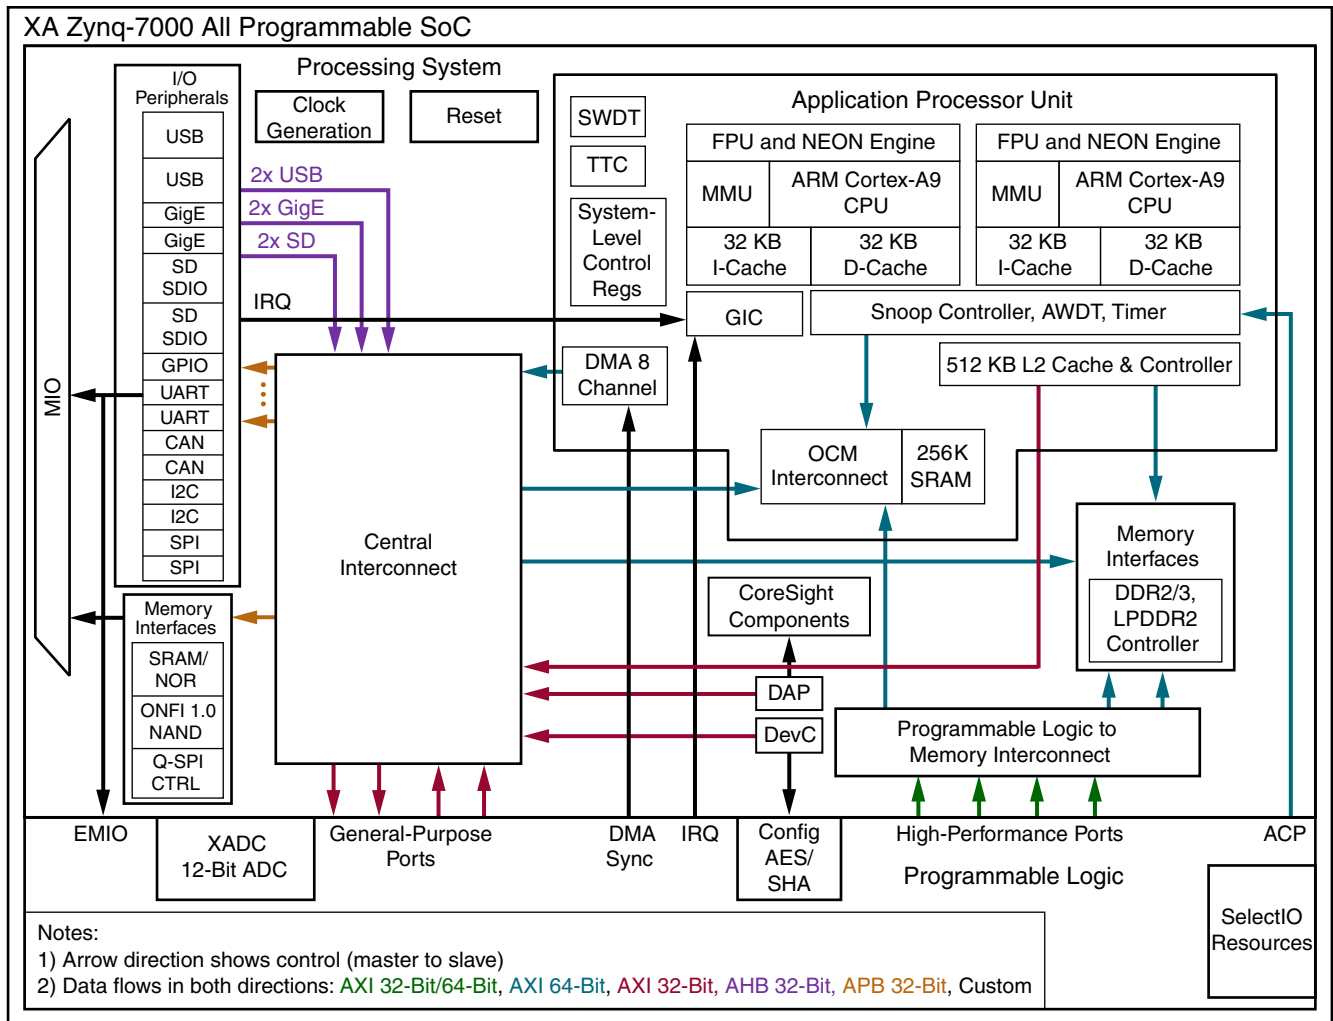 XA Zynq-7000 All Programmable SoC
Processing System
I/O
Peripherals
USB
USB
GigE
GigE
SD
SDIO
SD
SDIO
GPIO
UART
UART
CAN
CAN
I2C
I2C
SPI
SPI
MIO
Clock
Generation
Reset
2x USB
2x GigE
2x SD
IRQ
Application Processor Unit
SWDT
TTC
System-
Level
Control
Regs
FPU and NEON Engine
MMU
ARM Cortex-A9
CPU
32 KB
I-Cache
32 KB
D-Cache
FPU and NEON Engine
MMU
ARM Cortex-A9
CPU
32 KB
I-Cache
32 KB
D-Cache
GIC
Snoop Controller, AWDT, Timer
DMA 8
Channel
512 KB L2 Cache & Controller
OCM
Interconnect
256K
SRAM
Central
Interconnect
Memory
Interfaces
DDR2/3,
LPDDR2
Controller
CoreSight
Components
DAP
DevC
Programmable Logic to
Memory Interconnect
Memory
Interfaces
SRAM/
NOR
ONFI 1.0
NAND
Q-SPI
CTRL
EMIO
XADC
12-Bit ADC
General-Purpose
Ports
DMA
Sync
IRQ
Config
AES/
SHA
High-Performance Ports
ACP
Programmable Logic
SelectIO
Resources
Notes:
1) Arrow direction shows control (master to slave)
2) Data flows in both directions: AXI 32-Bit/64-Bit, AXI 64-Bit, AXI 32-Bit, AHB 32-Bit, APB 32-Bit, Custom